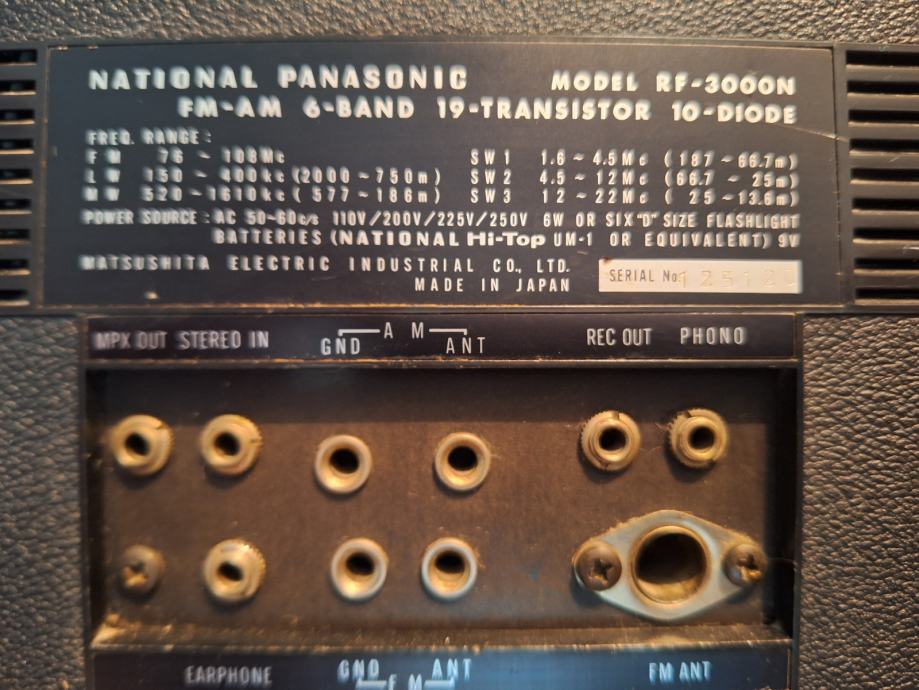 NATIONAL PANASONIC MODEL RF-3000N
FM-AM 6-BAND 19-TRANSISTOR 10-DIODE
FREQ. RANGE:
FM 76 ~ 108Mc SW1 1.6 ~ 4.5Mc (187 ~ 66.7m)
LW 150 ~ 400kc (2000 ~ 750m) SW2 4.5 ~ 12Mc (66.7 ~ 25m)
MW 520 ~ 1610kc (577 ~ 186m) SW3 12 ~ 22Mc (25 ~ 13.6m)
POWER SOURCE: AC 50~60c/s 110V/200V/225V/250V 6W OR SIX "D" SIZE FLASHLIGHT
BATTERIES (NATIONAL Hi-Top UM-1 OR EQUIVALENT) 9V
MATSUSHITA ELECTRIC INDUSTRIAL CO., LTD.
MADE IN JAPAN SERIAL No.
MPX OUT STEREO IN AM REC OUT PHONO
GND ANT
EARPHONE GND ANT FM ANT
FM